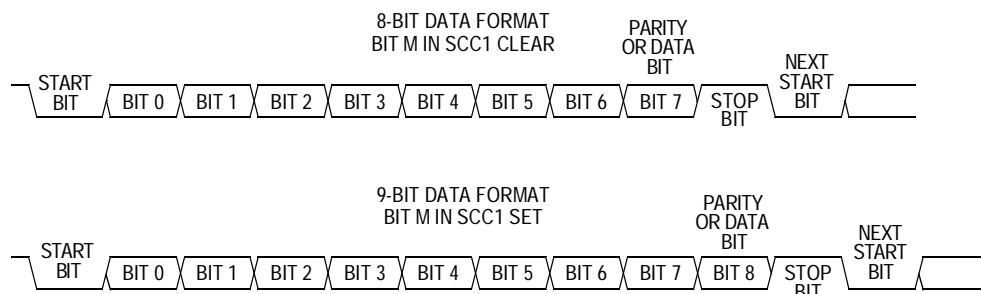 8-BIT DATA FORMAT
BIT M IN SCC1 CLEAR
PARITY
OR DATA
BIT
START
BIT
BIT 0
BIT 1
BIT 2
BIT 3
BIT 4
BIT 5
BIT 6
BIT 7
STOP
BIT
NEXT
START
BIT
9-BIT DATA FORMAT
BIT M IN SCC1 SET
PARITY
OR DATA
BIT
START
BIT
BIT 0
BIT 1
BIT 2
BIT 3
BIT 4
BIT 5
BIT 6
BIT 7
BIT 8
STOP
BIT
NEXT
START
BIT